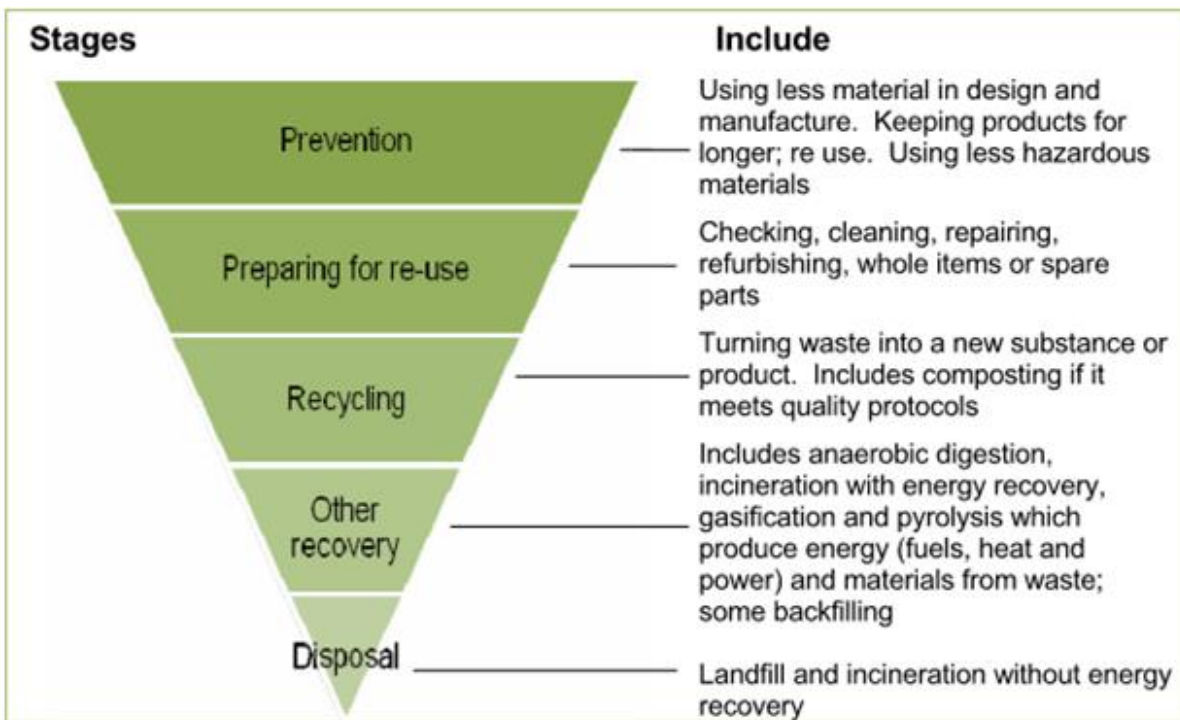 Stages
Include
Prevention
Using less material in design and
manufacture.  Keeping products for
longer; re use.  Using less hazardous
materials
Preparing for re-use
Checking, cleaning, repairing,
refurbishing, whole items or spare
parts
Recycling
Turning waste into a new substance or
product.  Includes composting if it
meets quality protocols
Other
recovery
Includes anaerobic digestion,
incineration with energy recovery,
gasification and pyrolysis which
produce energy (fuels, heat and
power) and materials from waste;
some backfilling
Disposal
Landfill and incineration without energy
recovery